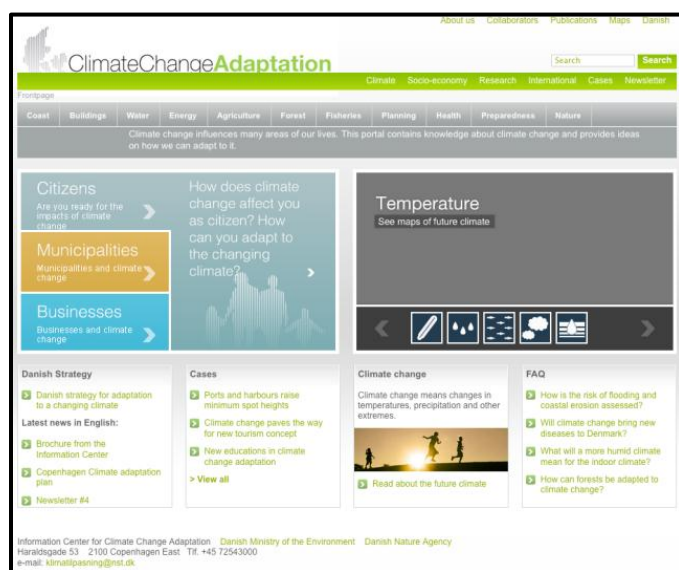 About us Collaborators Publications Maps Danish
ClimateChangeAdaptation
Search Search
Climate Socio-economy Research International Cases Newsletter
Frontpage
Coast Buildings Water Energy Agriculture Forest Fisheries Planning Health Preparedness Nature
Climate change influences many areas of our lives. This portal contains knowledge about climate change and provides ideas
on how we can adapt to it.
Citizens
Are you ready for the
impacts of climate
change
Municipalities
Municipalities and climate
change
Businesses
Businesses and climate
change
How does climate
change affect you
as citizen? How
can you adapt to
the changing
climate?
Temperature
See maps of future climate
Danish Strategy
Danish strategy for adaptation
to a changing climate
Latest news in English:
Brochure from the
Information Center
Copenhagen Climate adaptation
plan
Newsletter #4
Cases
Ports and harbours raise
minimum spot heights
Climate change paves the way
for new tourism concept
New educations in climate
change adaptation
> View all
Climate change
Climate change means changes in
temperatures, precipitation and other
extremes.
Read about the future climate
FAQ
How is the risk of flooding and
coastal erosion assessed?
Will climate change bring new
diseases to Denmark?
What will a more humid climate
mean for the indoor climate?
How can forests be adapted to
climate change?
Information Center for Climate Change Adaptation Danish Ministry of the Environment Danish Nature Agency
Haraldsgade 53 2100 Copenhagen East Tlf. +45 72543000
e-mail: klimatilpasning@nst.dk.